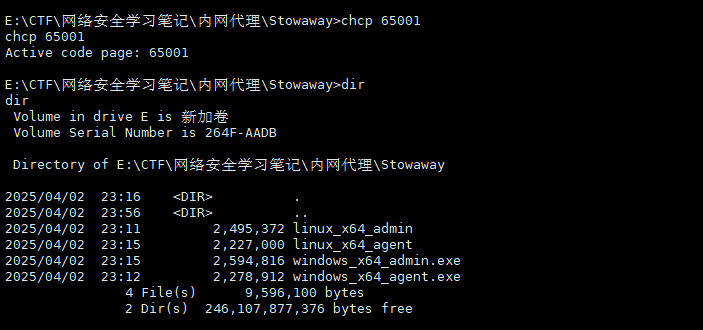 E:\CTF\网络安全学习笔记\内网代理\Stowaway>chcp 65001
chcp 65001
Active code page: 65001
E:\CTF\网络安全学习笔记\内网代理\Stowaway>dir
dir
 Volume in drive E is 新加卷
 Volume Serial Number is 264F-AADB
 Directory of E:\CTF\网络安全学习笔记\内网代理\Stowaway
2025/04/02  23:16    <DIR>          .
2025/04/02  23:56    <DIR>          ..
2025/04/02  23:11         2,495,372 linux_x64_admin
2025/04/02  23:15         2,227,000 linux_x64_agent
2025/04/02  23:15         2,594,816 windows_x64_admin.exe
2025/04/02  23:12         2,278,912 windows_x64_agent.exe
               4 File(s)      9,596,100 bytes
               2 Dir(s)  246,107,877,376 bytes free